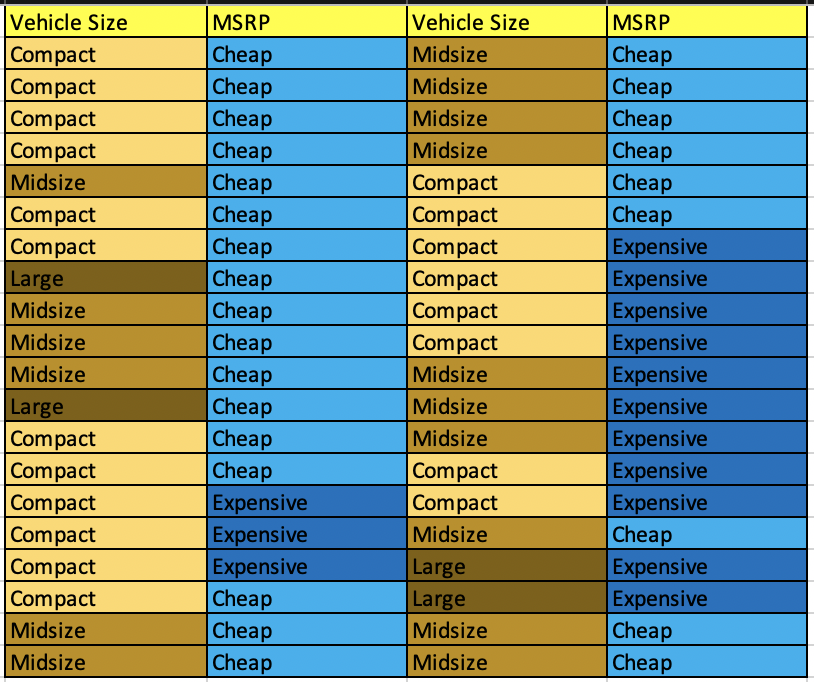 Vehicle Size MSRP Vehicle Size MSRP
Compact Cheap Midsize Cheap
Compact Cheap Midsize Cheap
Compact Cheap Midsize Cheap
Compact Cheap Midsize Cheap
Midsize Cheap Compact Cheap
Compact Cheap Compact Cheap
Compact Cheap Compact Expensive
Large Cheap Compact Expensive
Midsize Cheap Compact Expensive
Midsize Cheap Compact Expensive
Midsize Cheap Midsize Expensive
Large Cheap Midsize Expensive
Compact Cheap Midsize Expensive
Compact Cheap Compact Expensive
Compact Expensive Compact Expensive
Compact Expensive Midsize Cheap
Compact Expensive Large Expensive
Compact Cheap Large Expensive
Midsize Cheap Midsize Cheap
Midsize Cheap Midsize Cheap